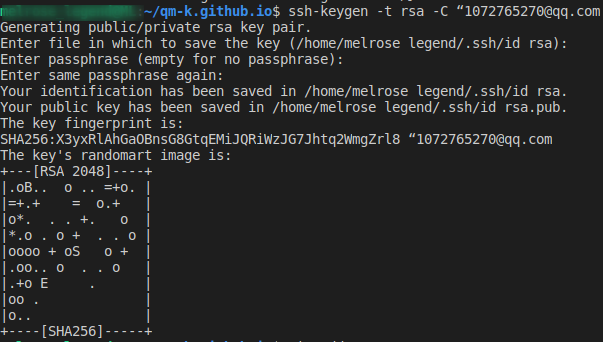 :~/qm-k.github.io$ ssh-keygen -t rsa -C “1072765270@qq.com
Generating public/private rsa key pair.
Enter file in which to save the key (/home/melrose legend/.ssh/id rsa):
Enter passphrase (empty for no passphrase):
Enter same passphrase again:
Your identification has been saved in /home/melrose legend/.ssh/id rsa.
Your public key has been saved in /home/melrose legend/.ssh/id rsa.pub.
The key fingerprint is:
SHA256:X3yxRlAhGaOBnsG8GtqEMiJQRiWzJG7Jhtq2WmgZrl8 “1072765270@qq.com
The key's randomart image is:
+---[RSA 2048]----+
|.oB..  o .. =+o. |
|=+.+    =  o.+   |
|o*.  . . +.   o  |
|*.o . o +  . . o |
|oooo + oS   o +  |
|.oo.. o  . . o   |
|.+o E     .      |
|oo .             |
|o..              |
+----[SHA256]-----+